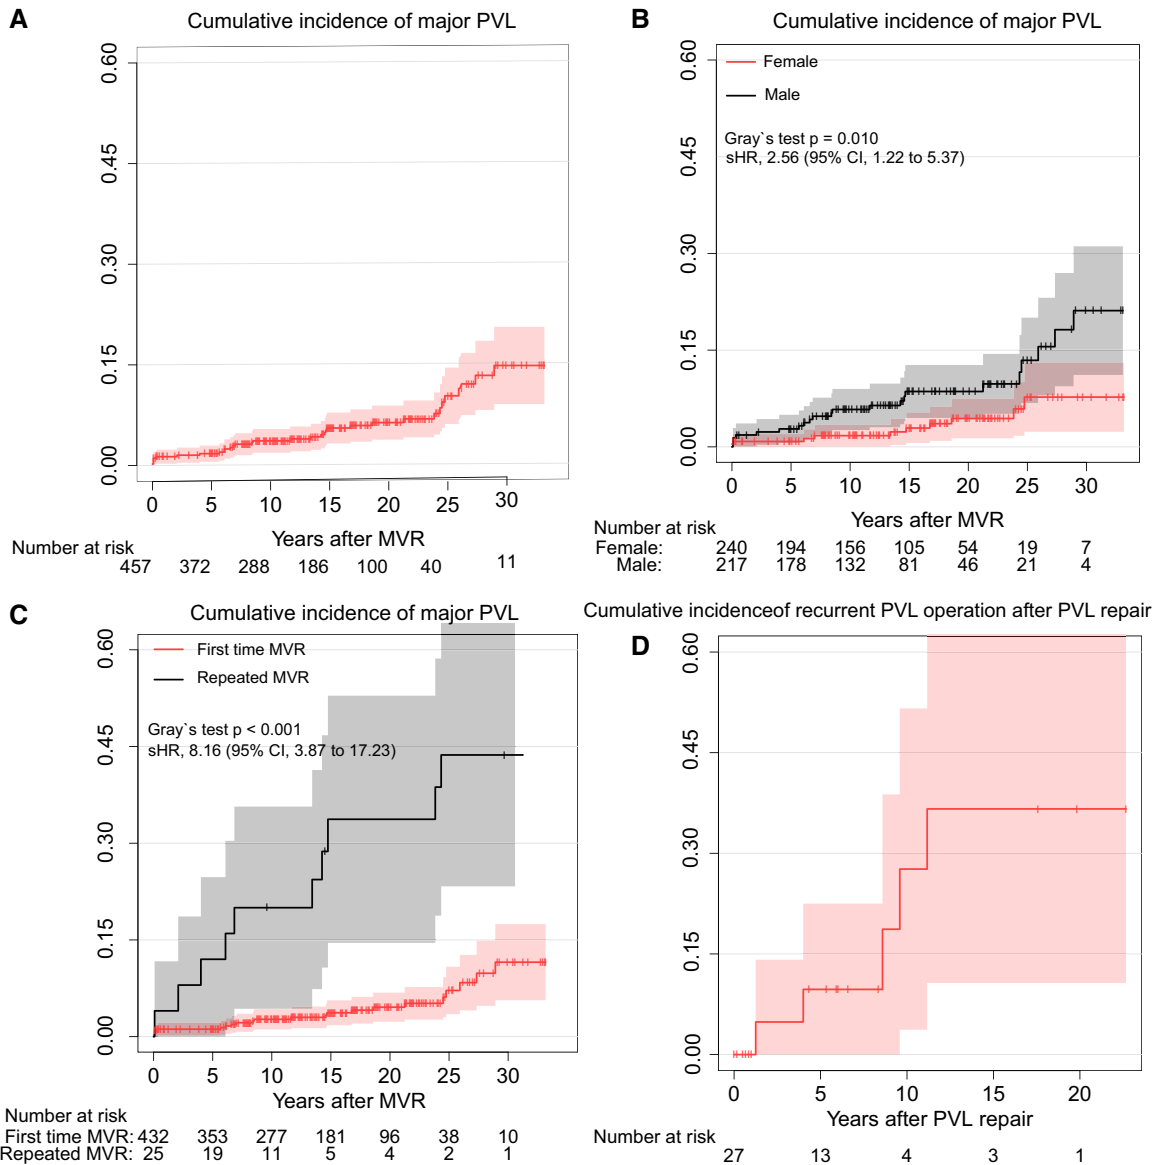 A
Cumulative incidence of major PVL
0.60
0.45
0.30
0.15
0.00
0 5 10 15 20 25 30
Years after MVR
Number at risk
457 372 288 186 100 40 11
B
Cumulative incidence of major PVL
Female
Male
Gray`s test p = 0.010
sHR, 2.56 (95% CI, 1.22 to 5.37)
0.60
0.45
0.30
0.15
0.00
0 5 10 15 20 25 30
Years after MVR
Number at risk
Female: 240 194 156 105 54 19 7
Male: 217 178 132 81 46 21 4
C
Cumulative incidence of major PVL
First time MVR
Repeated MVR
Gray`s test p < 0.001
sHR, 8.16 (95% CI, 3.87 to 17.23)
0.60
0.45
0.30
0.15
0.00
0 5 10 15 20 25 30
Years after MVR
Number at risk
First time MVR: 432 353 277 181 96 38 10
Repeated MVR: 25 19 11 5 4 2 1
Cumulative incidenceof recurrent PVL operation after PVL repair
D
0.60
0.45
0.30
0.15
0.00
0 5 10 15 20
Years after PVL repair
Number at risk
27 13 4 3 1